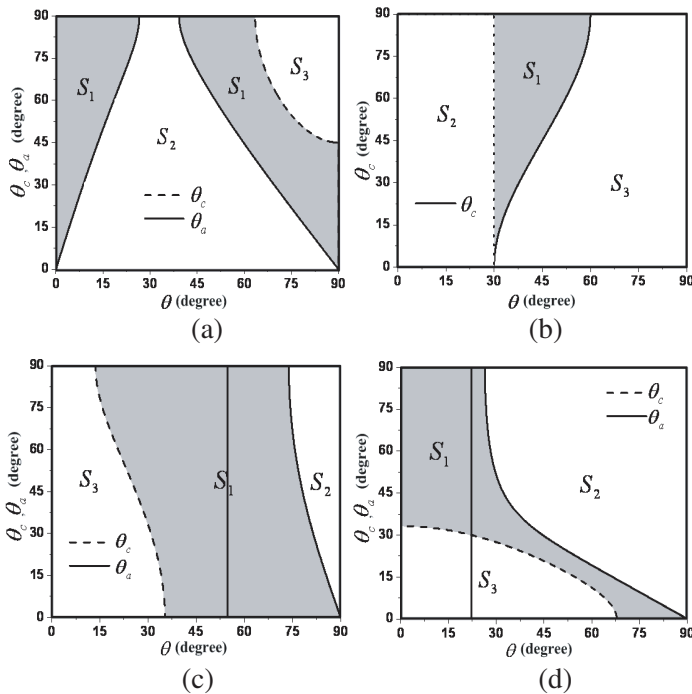 90
75
60
45
30
15
0
θc, θa (degree)
S1
S2
S1
S3
θc
θa
0 15 30 45 60 75 90
θ (degree)
(a)
90
75
60
45
30
15
0
θc (degree)
S2
S1
S3
θc
0 15 30 45 60 75 90
θ (degree)
(b)
90
75
60
45
30
15
0
θc, θa (degree)
S3
S1
S2
θc
θa
0 15 30 45 60 75 90
θ (degree)
(c)
90
75
60
45
30
15
0
θc, θa (degree)
θc
θa
S1
S2
S3
0 15 30 45 60 75 90
θ (degree)
(d)